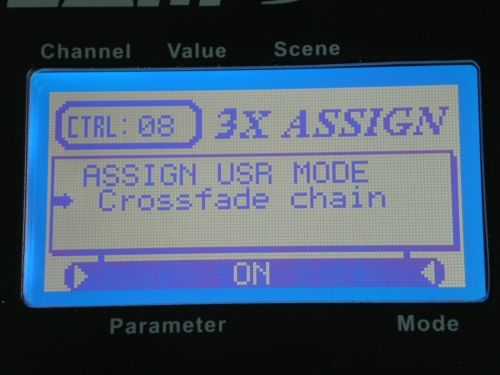 Channel Value Scene
CTRL: 08 3X ASSIGN
ASSIGN USR MODE
Crossfade chain
ON
Parameter Mode